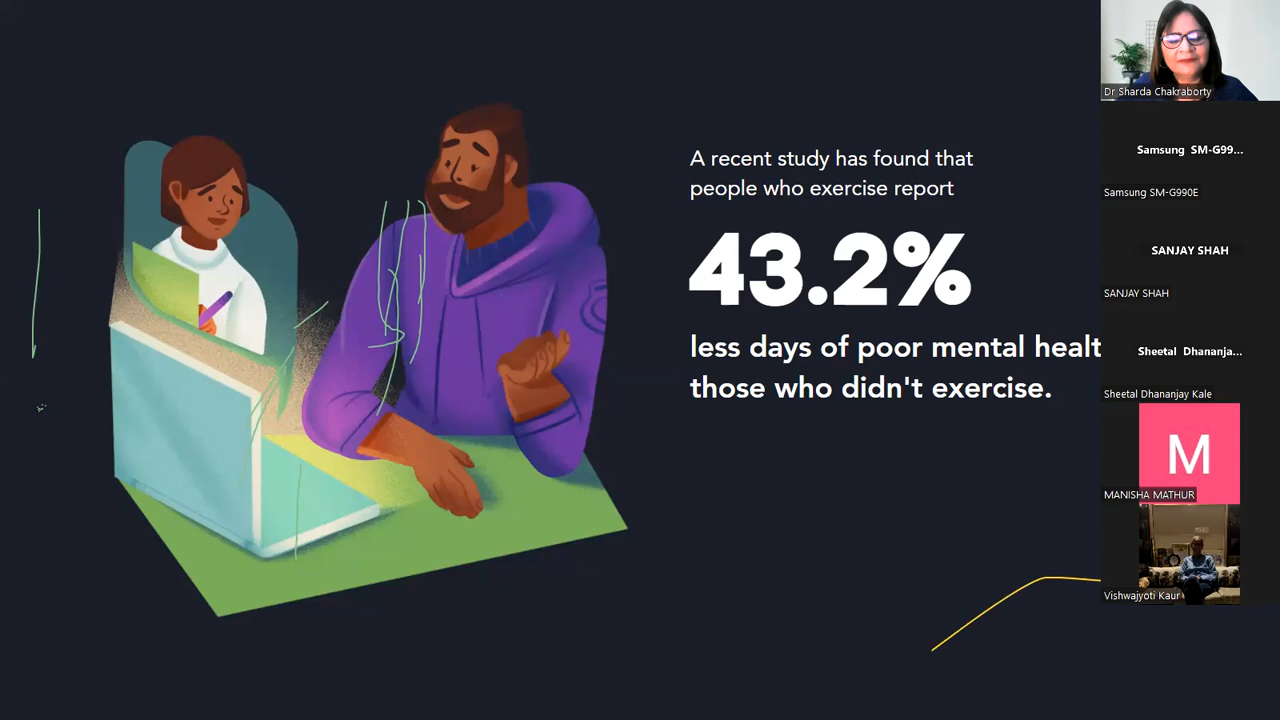 A recent study has found that
people who exercise report
43.2%
less days of poor mental healt
those who didn't exercise.
Dr Sharda Chakraborty
Samsung SM-G99...
Samsung SM-G990E
SANJAY SHAH
SANJAY SHAH
Sheetal Dhananja...
Sheetal Dhananjay Kale
M
MANISHA MATHUR
Vishwajyoti Kaur